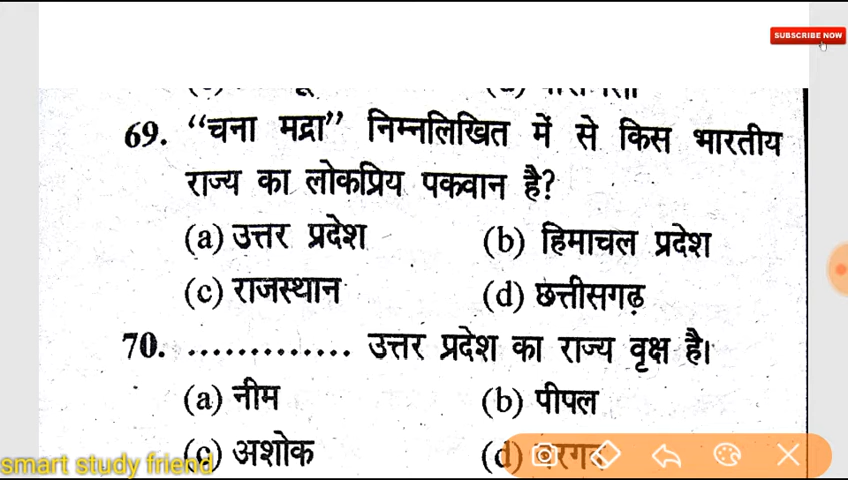 SUBSCRIBE NOW
69. “चना मद्रा” निम्नलिखित में से किस भारतीय
राज्य का लोकप्रिय पकवान है?
(a) उत्तर प्रदेश (b) हिमाचल प्रदेश
(c) राजस्थान (d) छत्तीसगढ़
70. ............. उत्तर प्रदेश का राज्य वृक्ष है।
(a) नीम (b) पीपल
(c) अशोक (d)
smart study friend